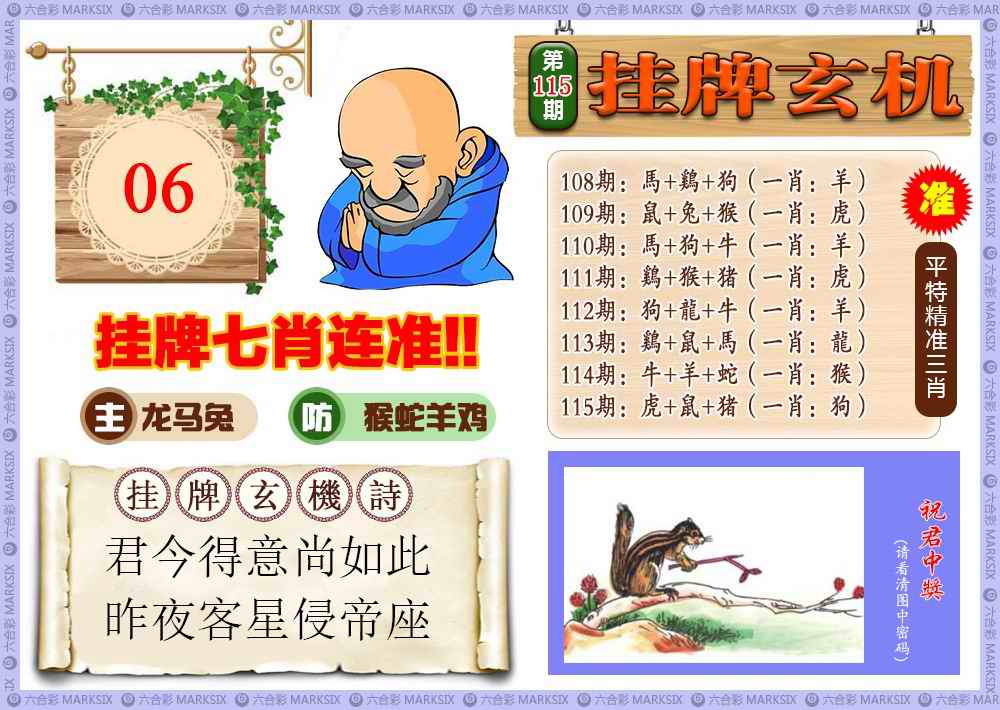 六合彩 MARKSIX
第115期
挂牌玄机
06
108期：馬+鷄+狗（一肖：羊）
109期：鼠+兔+猴（一肖：虎）
110期：馬+狗+牛（一肖：羊）
111期：鷄+猴+猪（一肖：虎）
112期：狗+龍+牛（一肖：羊）
113期：鷄+鼠+馬（一肖：龍）
114期：牛+羊+蛇（一肖：猴）
115期：虎+鼠+猪（一肖：狗）
准
平特精准三肖
挂牌七肖连准!!
主 龙马兔
防 猴蛇羊鸡
挂牌玄機詩
君今得意尚如此
昨夜客星侵帝座
祝君中獎
（请看清图中密码）